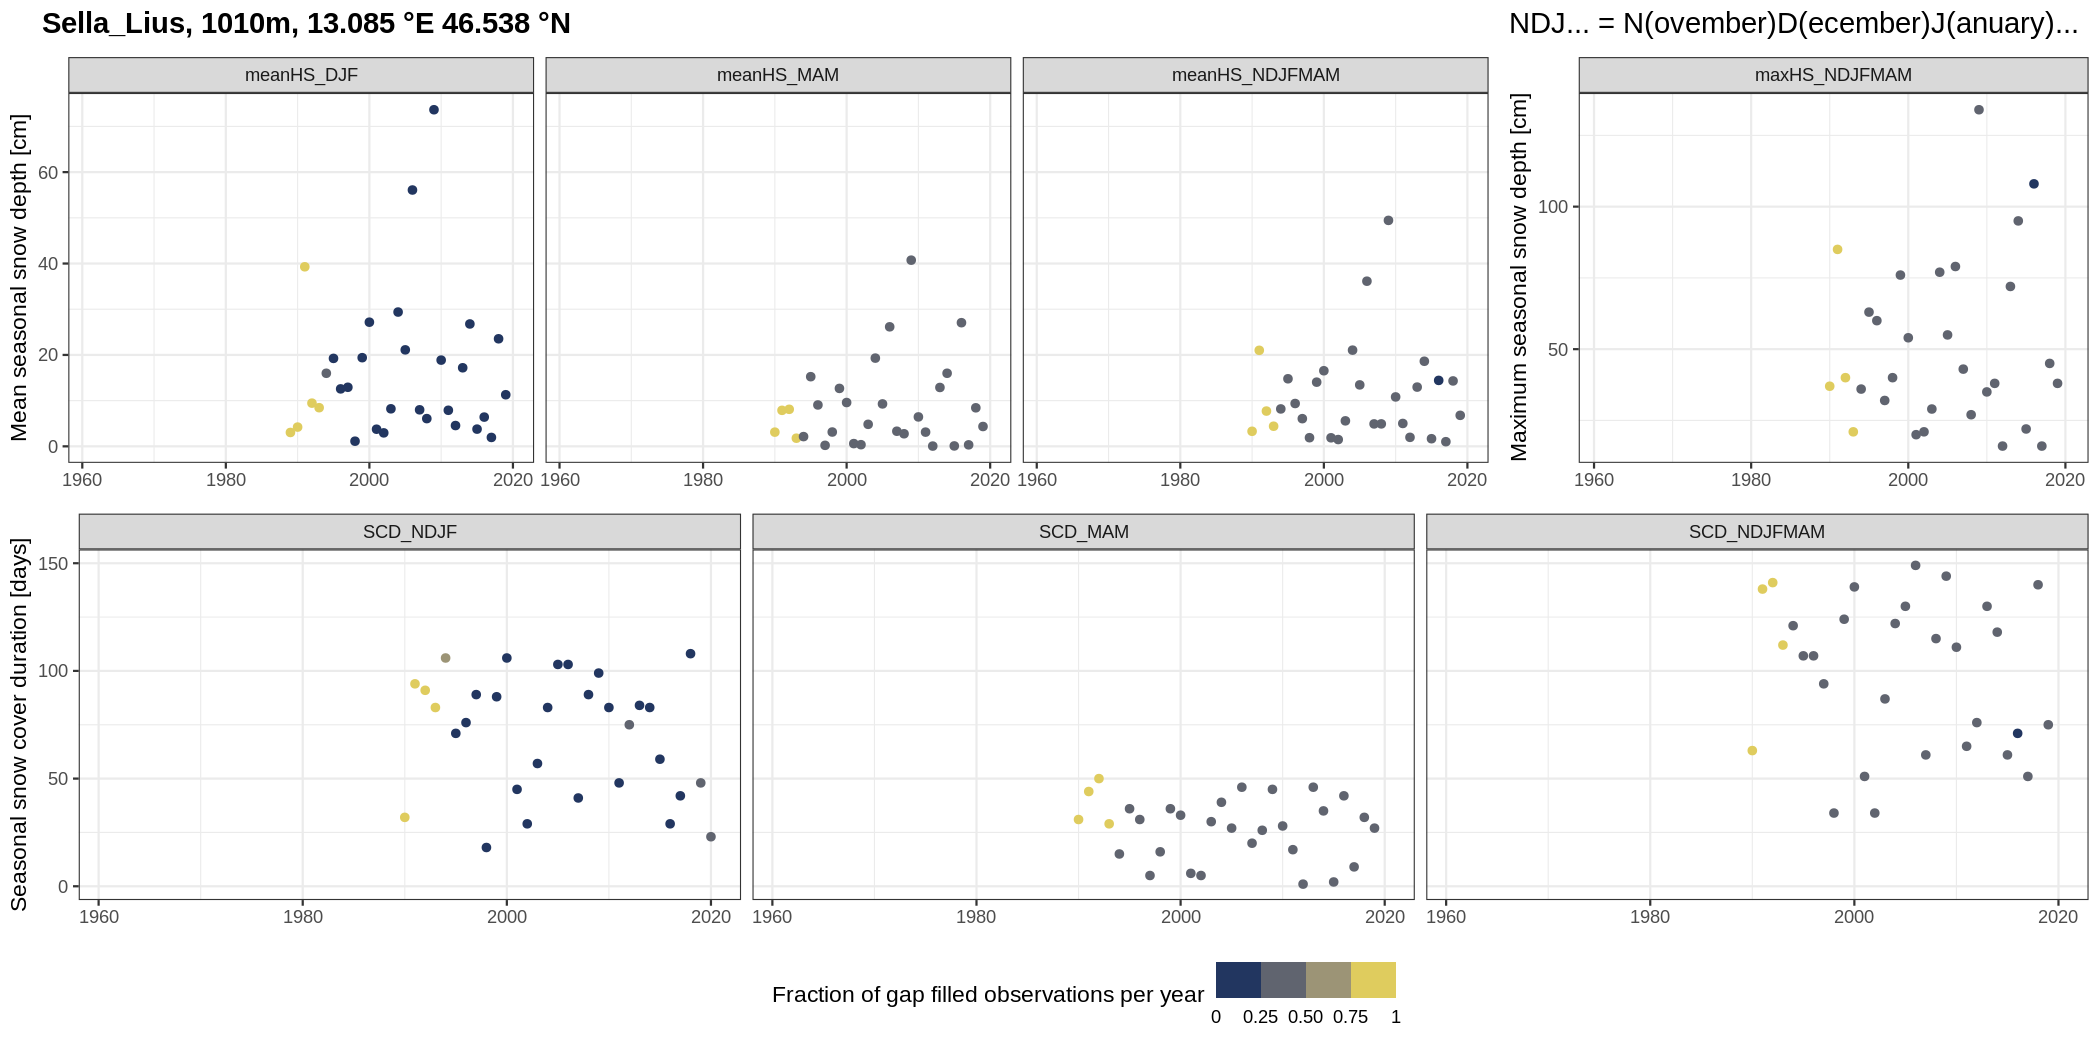 Sella_Lius, 1010m, 13.085 °E 46.538 °N
NDJ... = N(ovember)D(ecember)J(anuary)...
meanHS_DJF
meanHS_MAM
meanHS_NDJFMAM
maxHS_NDJFMAM
Mean seasonal snow depth [cm]
60
40
20
0
Maximum seasonal snow depth [cm]
100
50
1960 1980 2000 2020
1960 1980 2000 2020
1960 1980 2000 2020
1960 1980 2000 2020
SCD_NDJF
SCD_MAM
SCD_NDJFMAM
Seasonal snow cover duration [days]
150
100
50
0
1960 1980 2000 2020
1960 1980 2000 2020
1960 1980 2000 2020
Fraction of gap filled observations per year
0 0.25 0.50 0.75 1